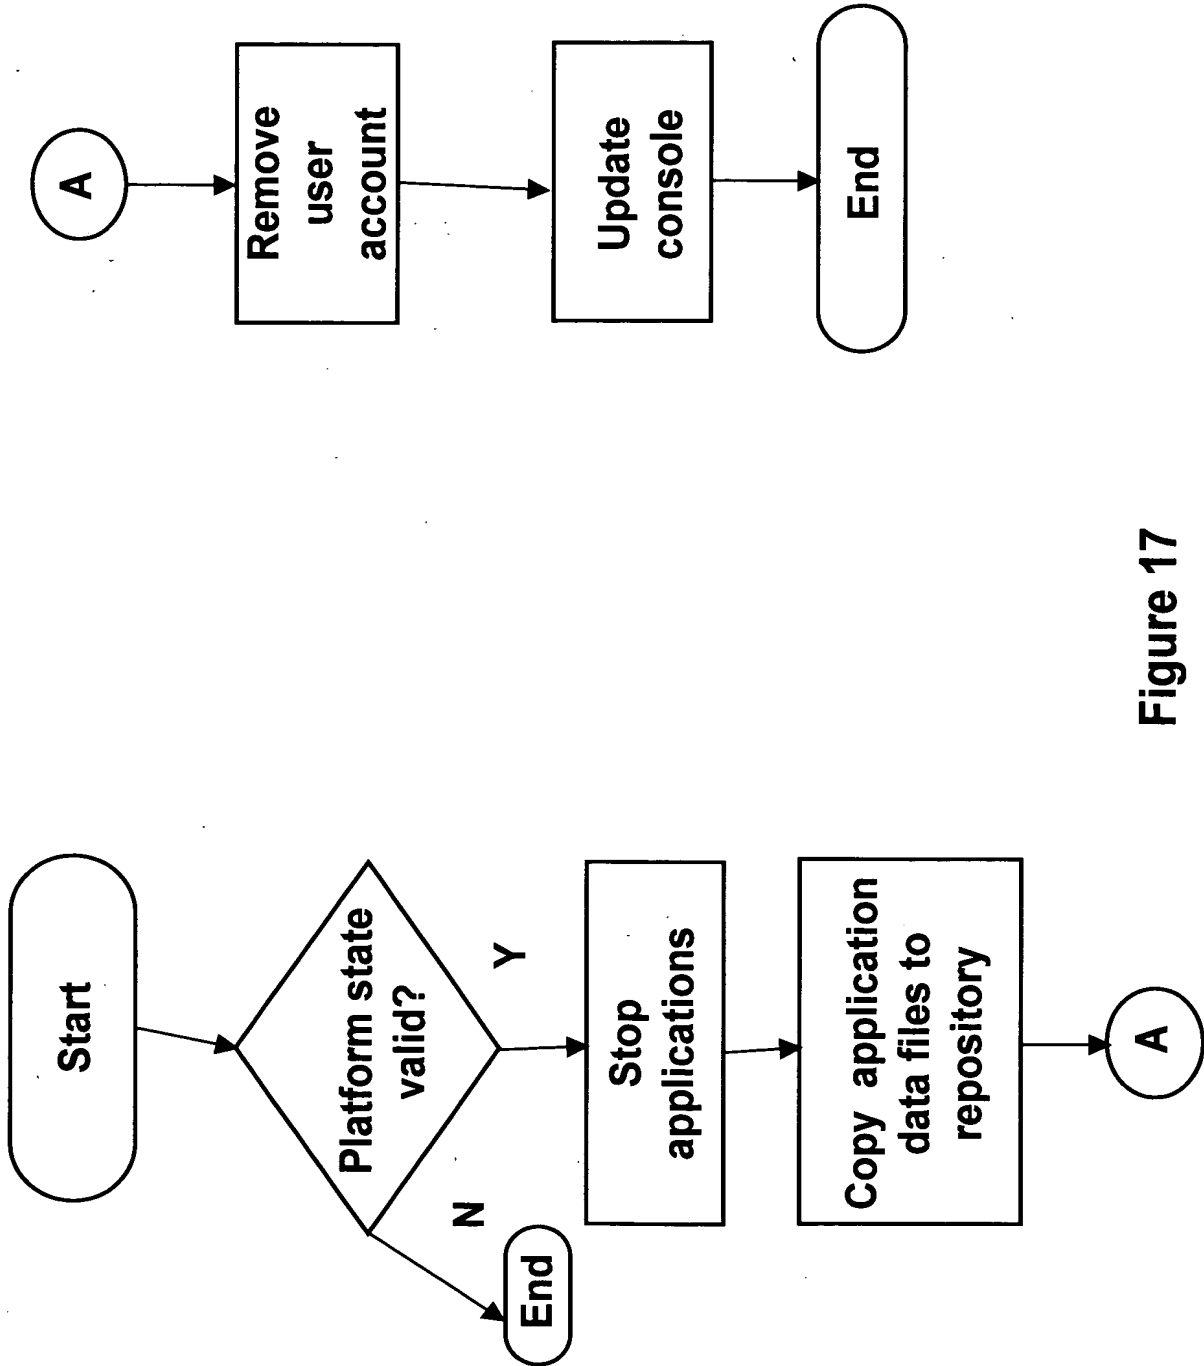 Start
Platform state
valid?
N
Y
End
Stop
applications
Copy application
data files to
repository
A
A
Remove
user
account
Update
console
End
Figure 17